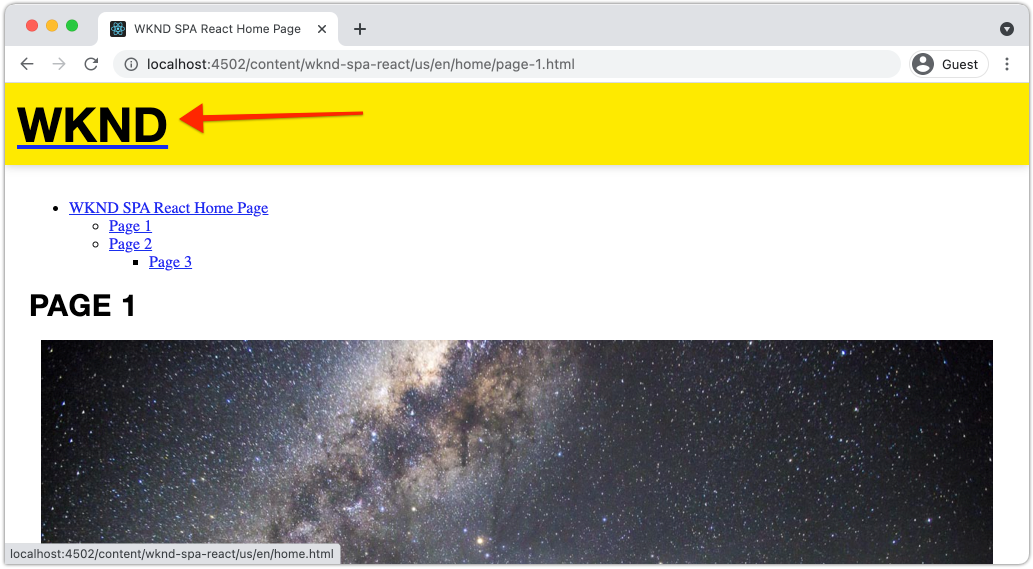 WKND SPA React Home Page
localhost:4502/content/wknd-spa-react/us/en/home/page-1.html
Guest
WKND
WKND SPA React Home Page
Page 1
Page 2
Page 3
PAGE 1
localhost:4502/content/wknd-spa-react/us/en/home.html